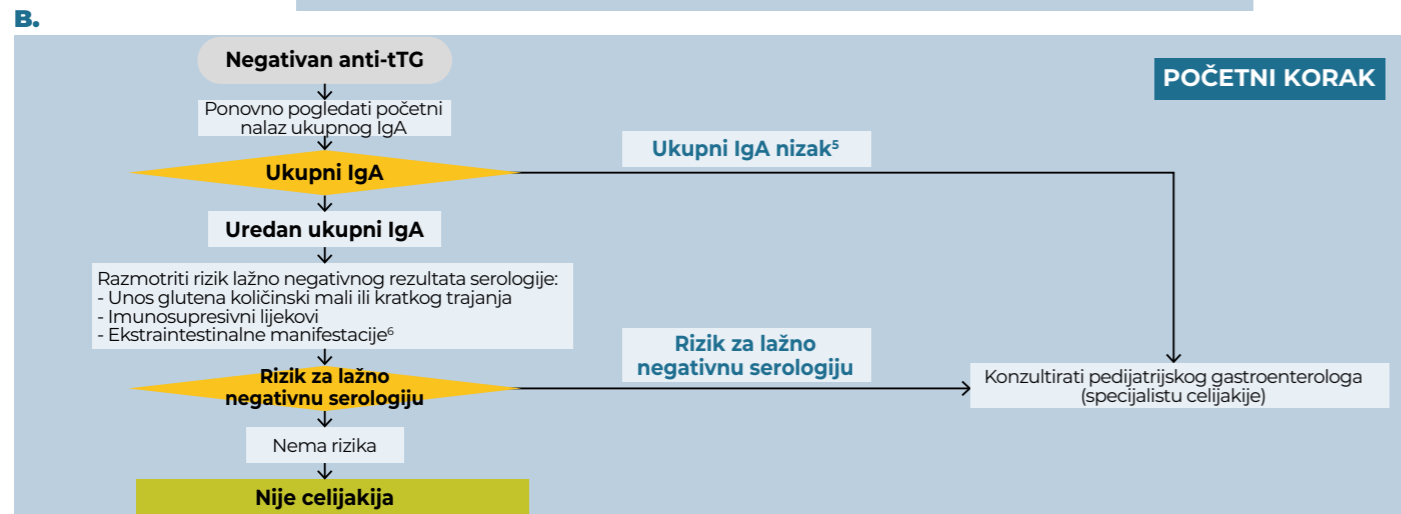 B.
Negativan anti-tTG
POČETNI KORAK
Ponovno pogledati početni
nalaz ukupnog IgA
Ukupni IgA
Ukupni IgA nizak⁵
Uredan ukupni IgA
Razmotriti rizik lažno negativnog rezultata serologije:
- Unos glutena količinski mali ili kratkog trajanja
- Imunosupresivni lijekovi
- Ekstraintestinalne manifestacije⁶
Rizik za lažno
negativnu serologiju
Rizik za lažno
negativnu serologiju
Konzultirati pedijatrijskog gastroenterologa
(specijalistu celijakije)
Nema rizika
Nije celijakija